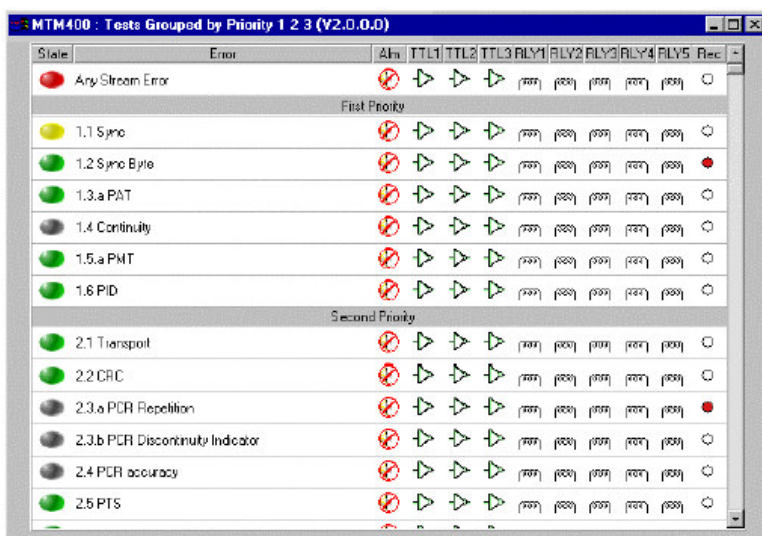 MTM400 : Tests Grouped by Priority 1 2 3 (V2.0.0.0)
State Error Alm TTL1 TTL2 TTL3 RLY1 RLY2 RLY3 RLY4 RLY5 Rec
Any Stream Error
First Priority
1.1 Sync
1.2 Sync Byte
1.3.a PAT
1.4 Continuity
1.5.a PMT
1.6 PID
Second Priority
2.1 Transport
2.2 CRC
2.3.a PCR Repetition
2.3.b PCR Discontinuity Indicator
2.4 PCR accuracy
2.5 PTS